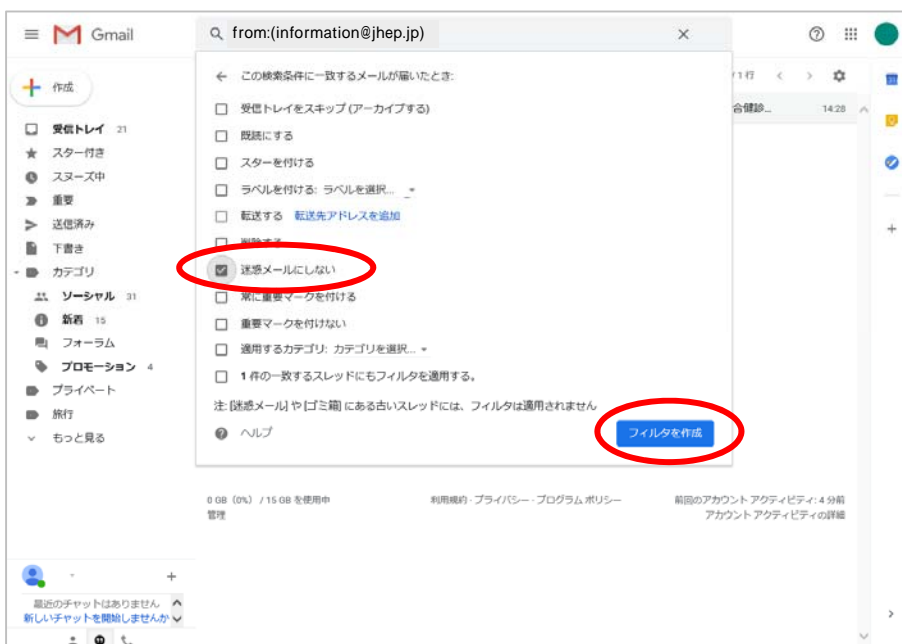 Gmail
from:(information@jhep.jp)
作成
受信トレイ 21
スター付き
スヌーズ中
重要
送信済み
下書き
カテゴリ
ソーシャル 31
新着 15
フォーラム
プロモーション 4
プライベート
旅行
もっと見る
この検索条件に一致するメールが届いたとき:
受信トレイをスキップ (アーカイブする)
既読にする
スターを付ける
ラベルを付ける: ラベルを選択...
転送する 転送先アドレスを追加
削除する
迷惑メールにしない
常に重要マークを付ける
重要マークを付けない
適用するカテゴリ: カテゴリを選択...
1 件の一致するスレッドにもフィルタを適用する。
注: [迷惑メール] や [ゴミ箱] にある古いスレッドには、フィルタは適用されません
ヘルプ
フィルタを作成
/ 1 行
合健診... 14:28
0 GB（0%）/ 15 GB を使用中
管理
利用規約 · プライバシー · プログラム ポリシー
前回のアカウント アクティビティ: 4 分前
アカウント アクティビティの詳細
最近のチャットはありません
新しいチャットを開始しませんか